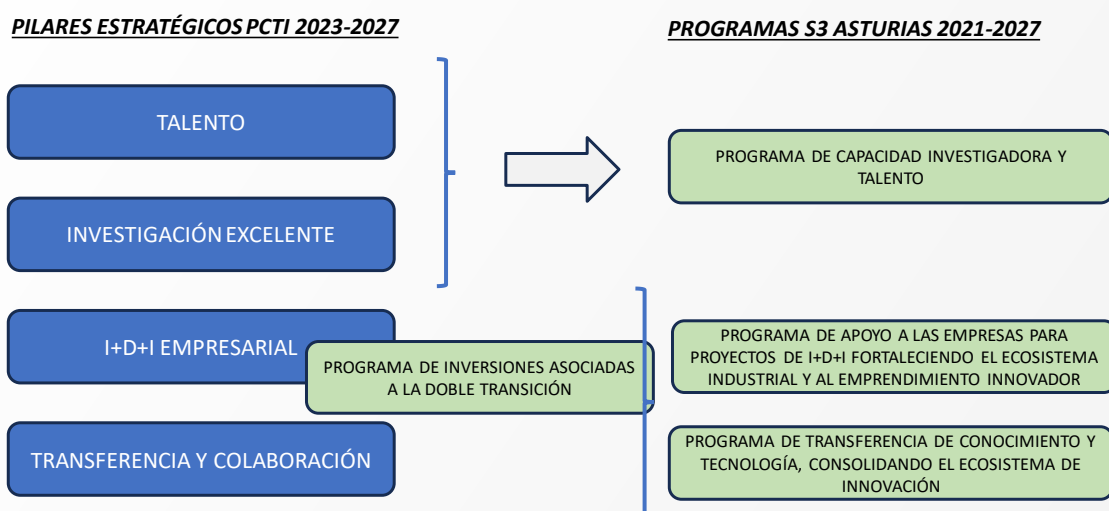 PILARES ESTRATÉGICOS PCTI 2023-2027
PROGRAMAS S3 ASTURIAS 2021-2027
TALENTO
PROGRAMA DE CAPACIDAD INVESTIGADORA Y
TALENTO
INVESTIGACIÓN EXCELENTE
I+D+I EMPRESARIAL
PROGRAMA DE INVERSIONES ASOCIADAS
A LA DOBLE TRANSICIÓN
PROGRAMA DE APOYO A LAS EMPRESAS PARA
PROYECTOS DE I+D+I FORTALECIENDO EL ECOSISTEMA
INDUSTRIAL Y AL EMPRENDIMIENTO INNOVADOR
TRANSFERENCIA Y COLABORACIÓN
PROGRAMA DE TRANSFERENCIA DE CONOCIMIENTO Y
TECNOLOGÍA, CONSOLIDANDO EL ECOSISTEMA DE
INNOVACIÓN